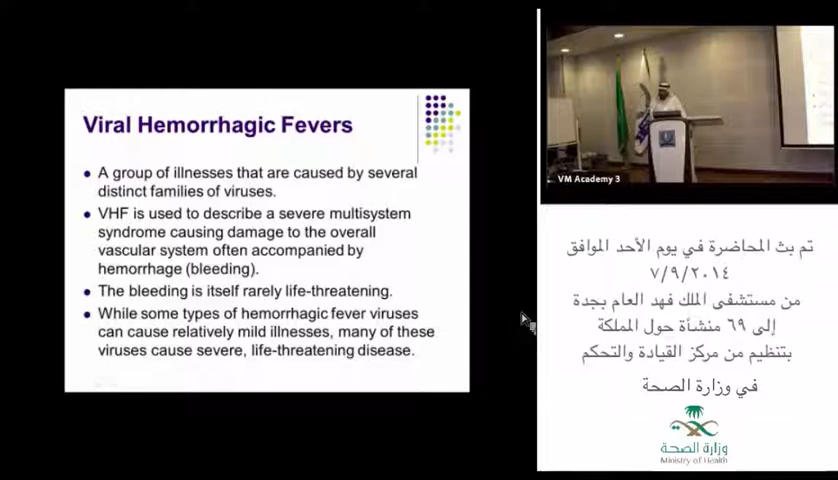 Viral Hemorrhagic Fevers
A group of illnesses that are caused by several
distinct families of viruses.
VHF is used to describe a severe multisystem
syndrome causing damage to the overall
vascular system often accompanied by
hemorrhage (bleeding).
The bleeding is itself rarely life-threatening.
While some types of hemorrhagic fever viruses
can cause relatively mild illnesses, many of these
viruses cause severe, life-threatening disease.
VM Academy 3
تم بث المحاضرة في يوم الأحد الموافق
٧/٩/٢٠١٤
من مستشفى الملك فهد العام بجدة
إلى ٦٩ منشأة حول المملكة
بتنظيم من مركز القيادة والتحكم
في وزارة الصحة
وزارة الصحة
Ministry of Health